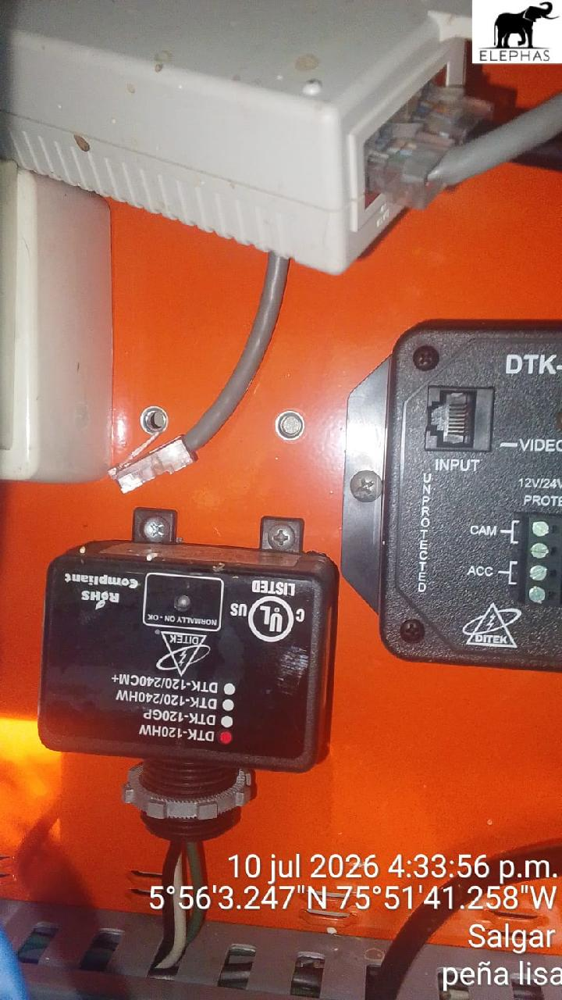 ELEPHAS
DTK-
VIDEO
INPUT
UNPROTECTED
12V/24V
PROTE
CAM
ACC
DITEK
DTK-120HW
DTK-120GP
DTK-120/240HW
DTK-120/240CM+
DITEK
NORMALLY ON - OK
C UL US
LISTED
RoHS
Compliant
10 jul 2026 4:33:56 p.m.
5°56'3.247"N 75°51'41.258"W
Salgar
peña lisa